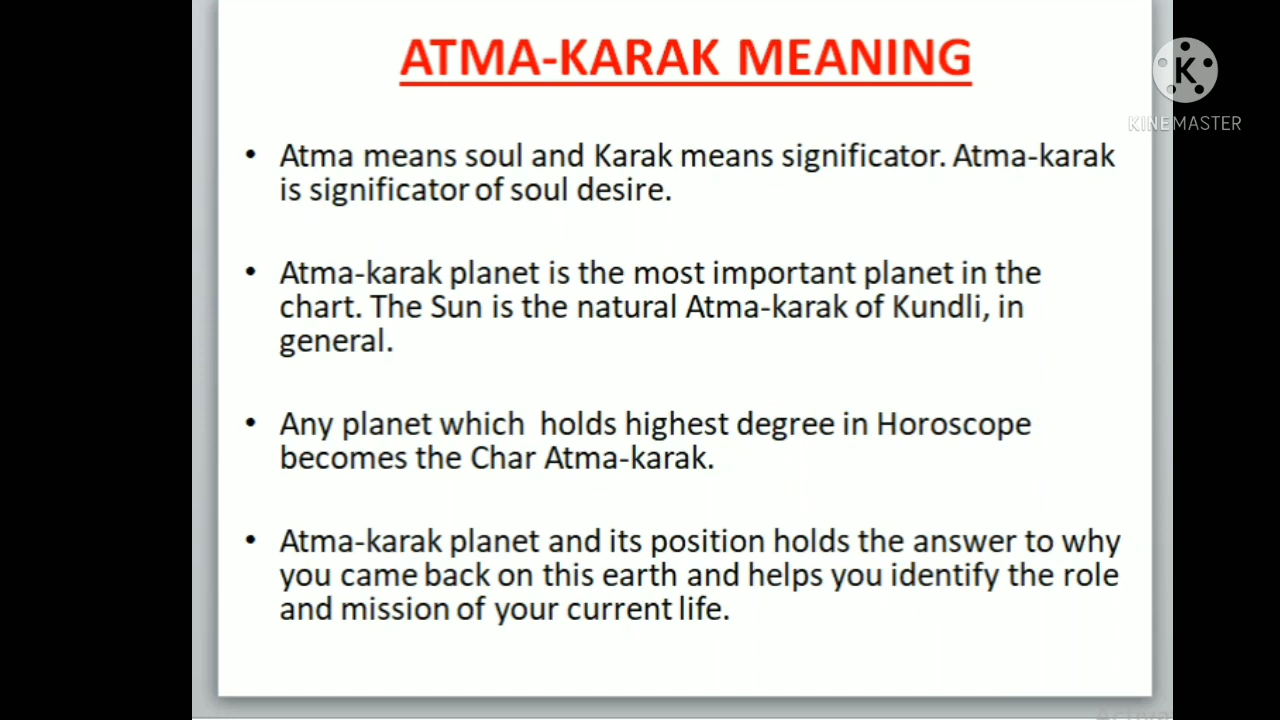 ATMA-KARAK MEANING
K
KINEMASTER
• Atma means soul and Karak means significator. Atma-karak
is significator of soul desire.
• Atma-karak planet is the most important planet in the
chart. The Sun is the natural Atma-karak of Kundli, in
general.
• Any planet which holds highest degree in Horoscope
becomes the Char Atma-karak.
• Atma-karak planet and its position holds the answer to why
you came back on this earth and helps you identify the role
and mission of your current life.